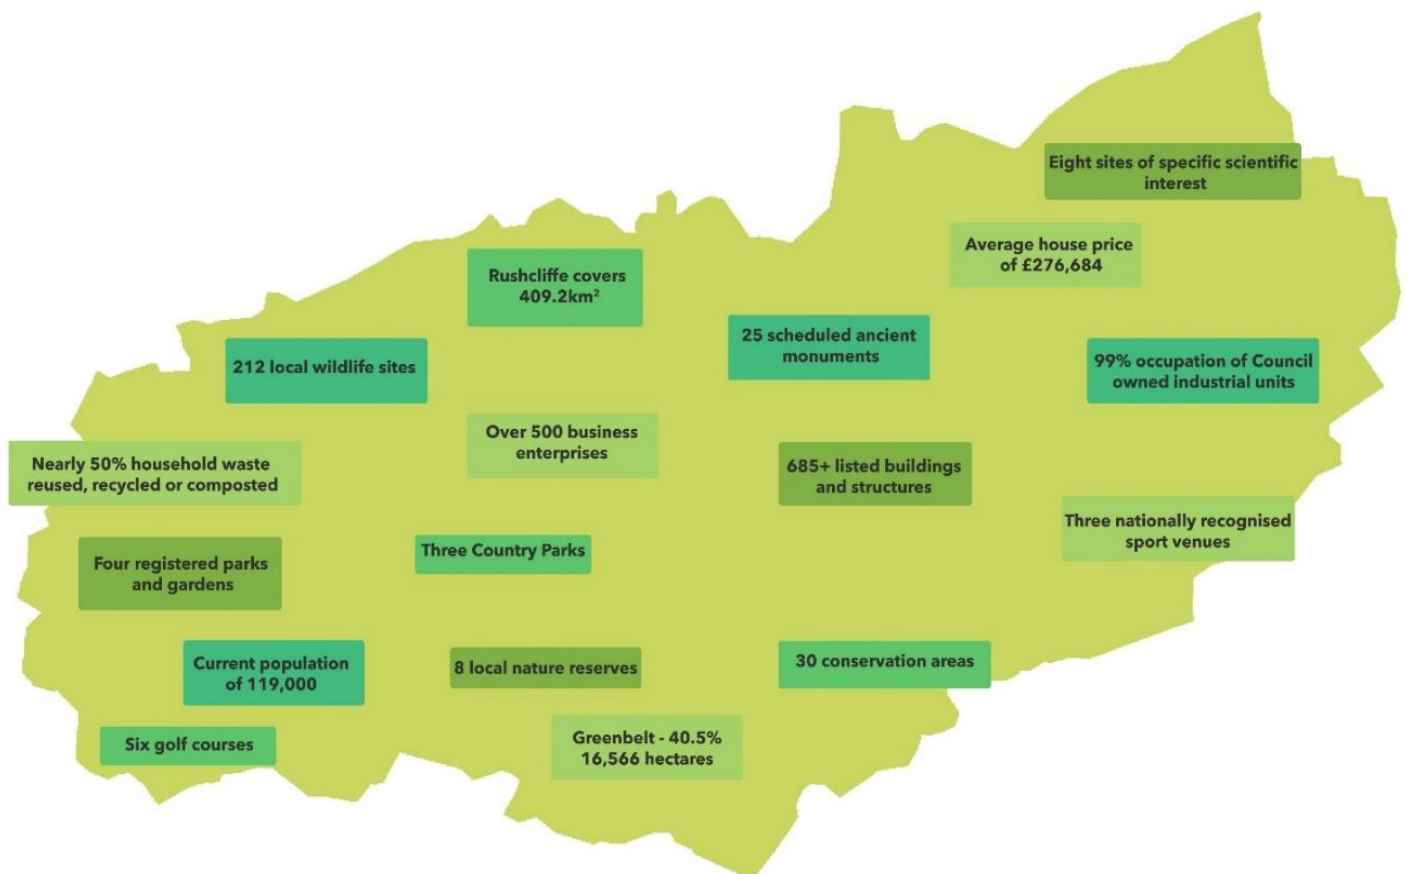 Eight sites of specific scientific
interest
Average house price
of £276,684
Rushcliffe covers
409.2km²
25 scheduled ancient
monuments
212 local wildlife sites
99% occupation of Council
owned industrial units
Over 500 business
enterprises
Nearly 50% household waste
reused, recycled or composted
685+ listed buildings
and structures
Three nationally recognised
sport venues
Three Country Parks
Four registered parks
and gardens
Current population
of 119,000
8 local nature reserves
30 conservation areas
Six golf courses
Greenbelt - 40.5%
16,566 hectares